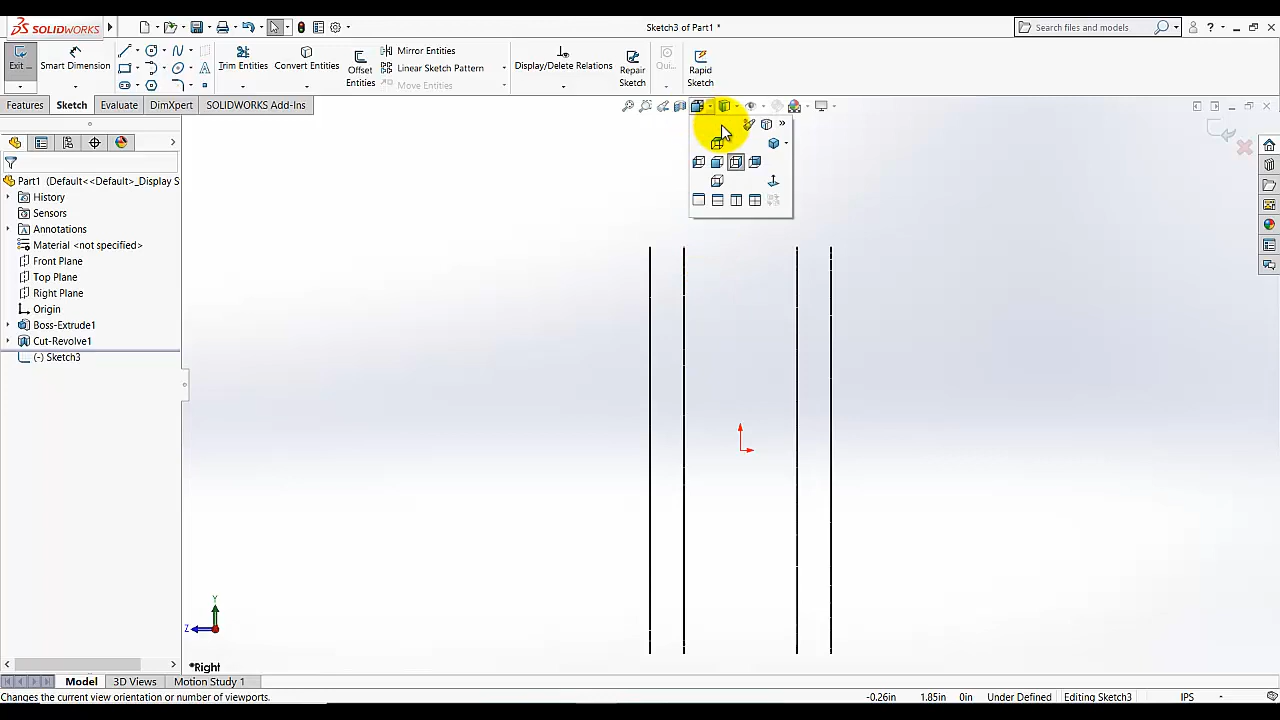 SOLIDWORKS
Sketch3 of Part1 *
Search files and models
?
Exit ...
Smart Dimension
Trim Entities
Convert Entities
Offset Entities
Mirror Entities
Linear Sketch Pattern
Move Entities
Display/Delete Relations
Repair Sketch
Qui...
Rapid Sketch
Features
Sketch
Evaluate
DimXpert
SOLIDWORKS Add-Ins
Part1 (Default<<Default>_Display S
History
Sensors
Annotations
Material <not specified>
Front Plane
Top Plane
Right Plane
Origin
Boss-Extrude1
Cut-Revolve1
(-) Sketch3
Y
Z
*Right
Model
3D Views
Motion Study 1
Changes the current view orientation or number of viewports.
-0.26in
1.85in
0in
Under Defined
Editing Sketch3
IPS